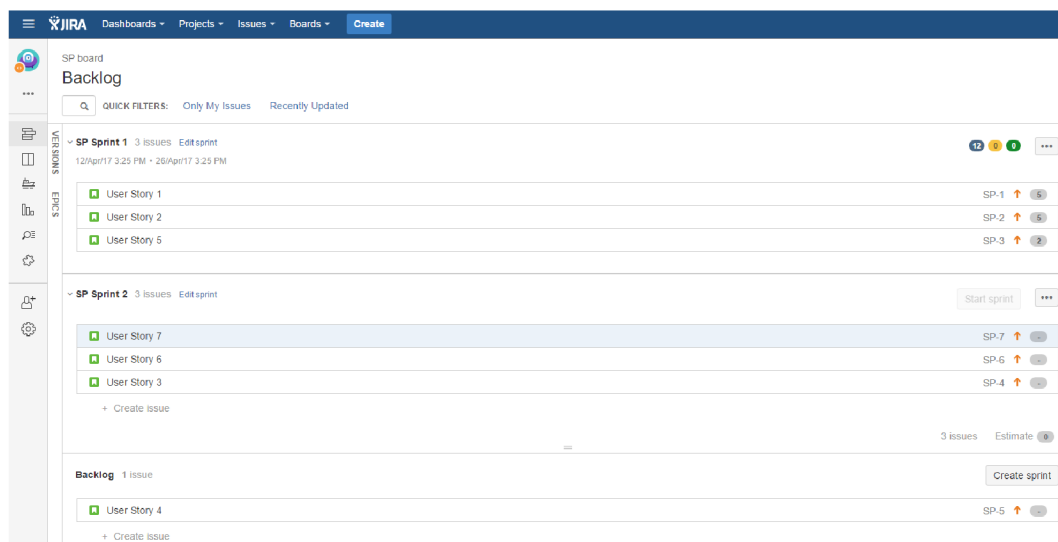 JIRA Dashboards Projects Issues Boards Create
SP board
Backlog
QUICK FILTERS: Only My Issues Recently Updated
VERSIONS
EPICS
SP Sprint 1 3 issues Edit sprint 12 0 0 ...
12/Apr/17 3:25 PM • 26/Apr/17 3:25 PM
User Story 1 SP-1 5
User Story 2 SP-2 5
User Story 5 SP-3 2
SP Sprint 2 3 issues Edit sprint Start sprint ...
User Story 7 SP-7 -
User Story 6 SP-6 -
User Story 3 SP-4 -
+ Create issue
3 issues Estimate 0
Backlog 1 issue Create sprint
User Story 4 SP-5 -
+ Create issue